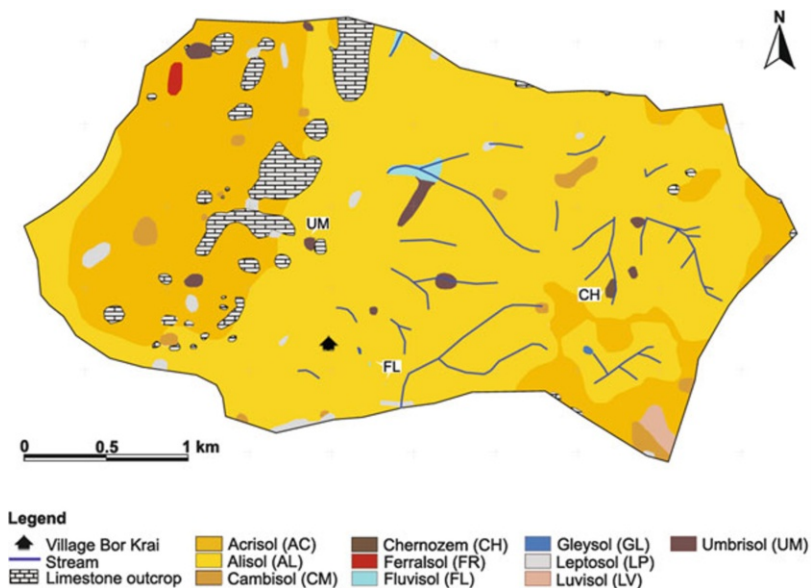 N
UM
CH
FL
0 0.5 1 km
Legend
Village Bor Krai
Stream
Limestone outcrop
Acrisol (AC)
Alisol (AL)
Cambisol (CM)
Chernozem (CH)
Ferralsol (FR)
Fluvisol (FL)
Gleysol (GL)
Leptosol (LP)
Luvisol (LV)
Umbrisol (UM)